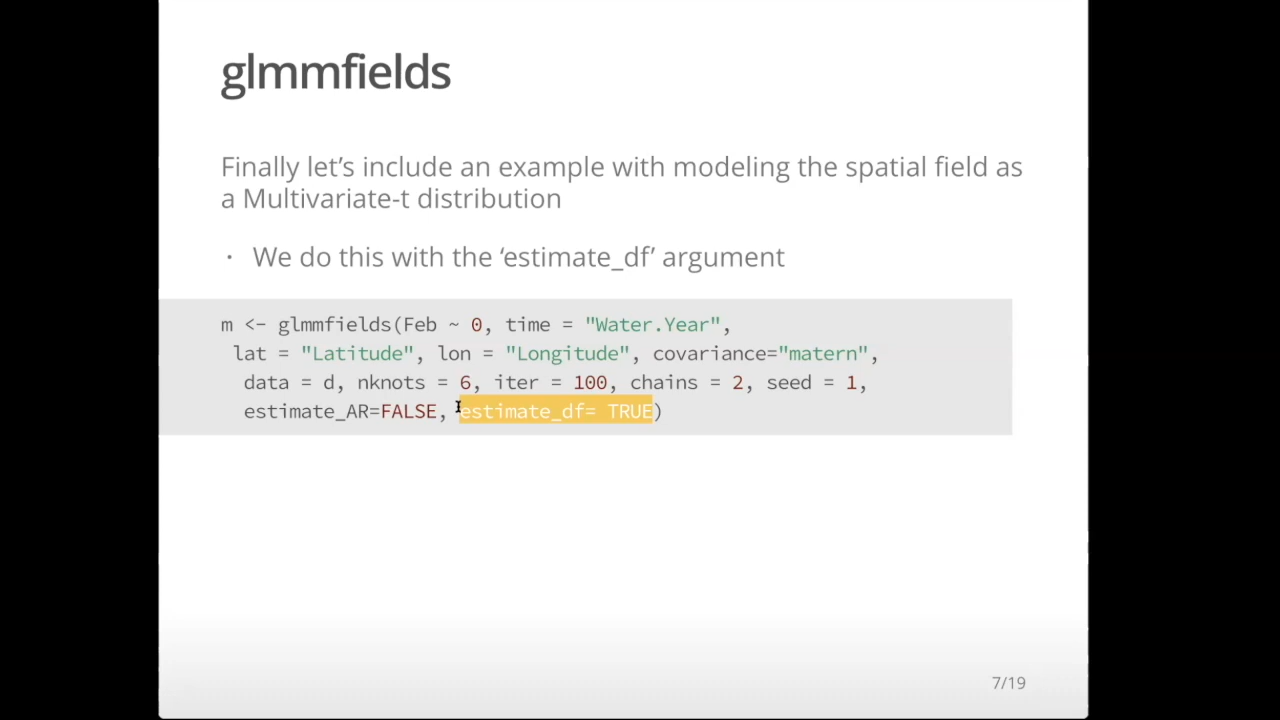 glmmfields
Finally let’s include an example with modeling the spatial field as
a Multivariate-t distribution
· We do this with the ‘estimate_df’ argument
m <- glmmfields(Feb ~ 0, time = "Water.Year",
lat = "Latitude", lon = "Longitude", covariance="matern",
data = d, nknots = 6, iter = 100, chains = 2, seed = 1,
estimate_AR=FALSE, estimate_df= TRUE)
7/19